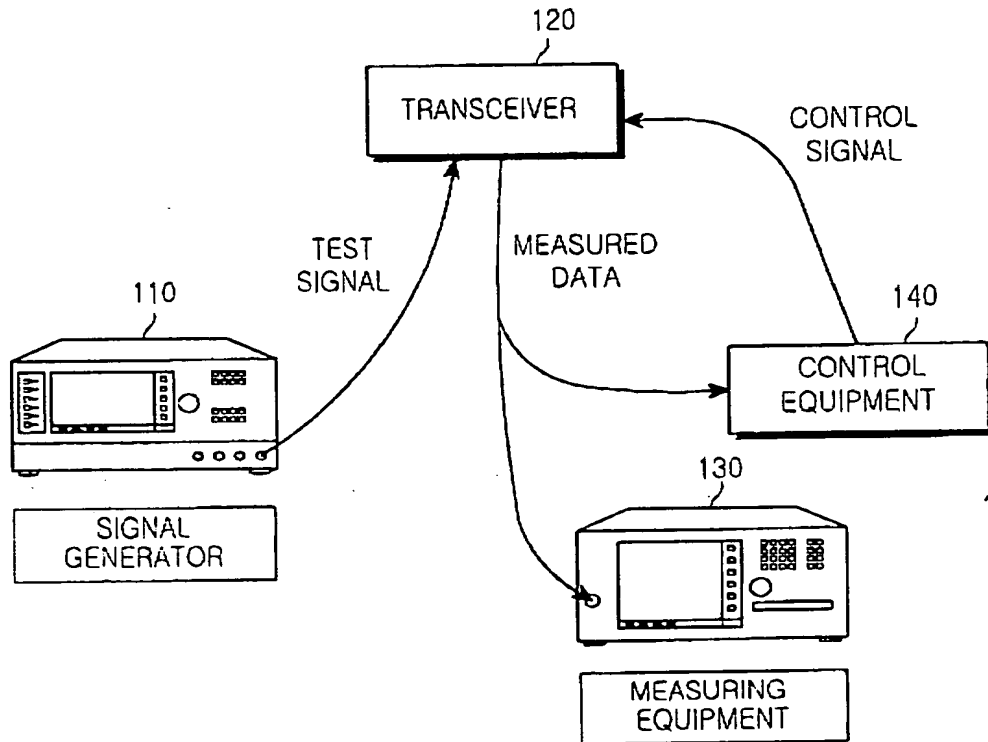 120
TRANSCEIVER
CONTROL
SIGNAL
TEST
SIGNAL
MEASURED
DATA
110
140
CONTROL
EQUIPMENT
130
SIGNAL
GENERATOR
MEASURING
EQUIPMENT